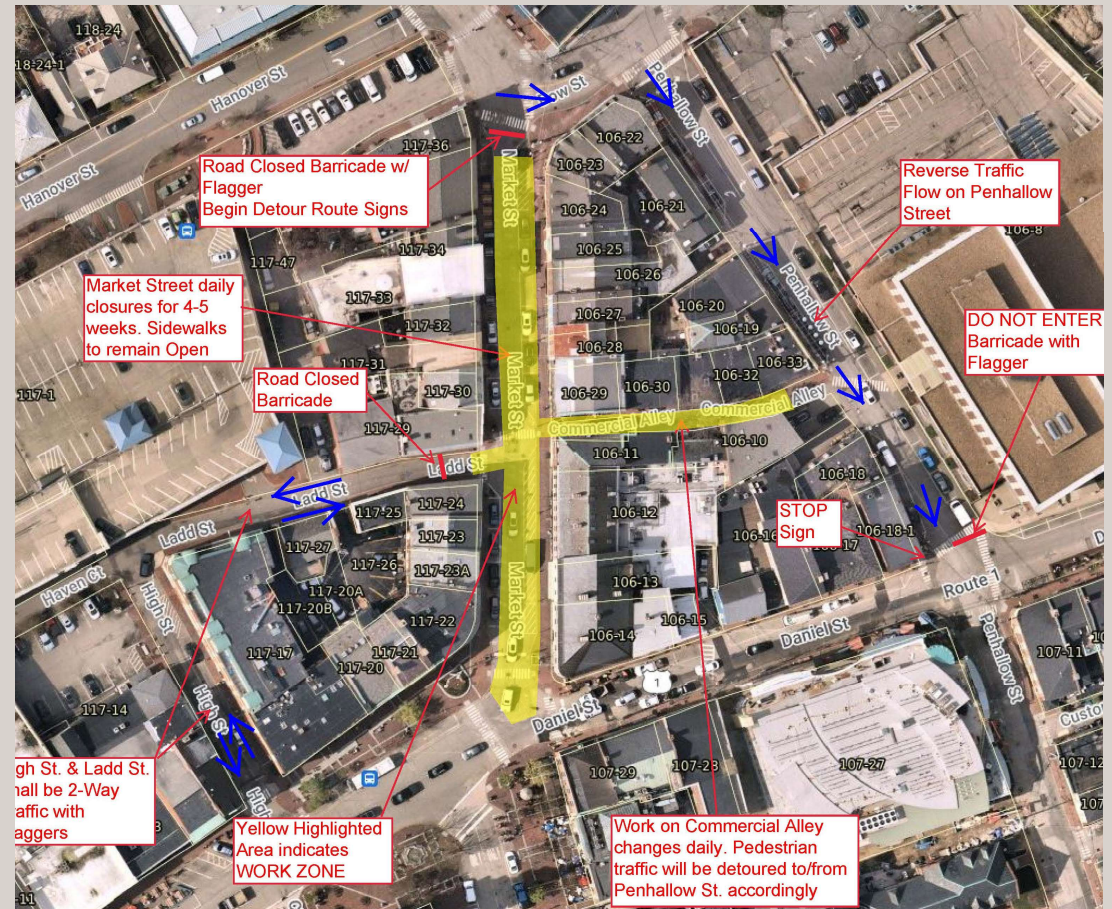 118-24
18-24-1
Hanover St
Hanover St
Penhallow St
117-36
106-22
106-23
106-24
106-21
106-25
106-26
106-27
106-28
106-20
106-19
106-33
106-32
106-30
106-29
106-8
Road Closed Barricade w/
Flagger
Begin Detour Route Signs
Reverse Traffic
Flow on Penhallow
Street
Market St
117-34
117-47
117-33
117-32
117-31
117-30
117-29
117-1
Market Street daily
closures for 4-5
weeks. Sidewalks
to remain Open
Road Closed
Barricade
Penhallow St
DO NOT ENTER
Barricade with
Flagger
Market St
Commercial Alley
Commercial Alley
106-10
106-11
106-18
Ladd St
Ladd St
Ladd St
117-25
117-24
117-23
117-23A
117-22
117-27
117-26
117-20A
117-20B
117-21
117-20
117-17
106-12
106-13
106-14
106-15
106-18-1
STOP
Sign
Route 1
Haven Ct
High St
High St
Market St
Daniel St
Daniel St
1
Penhallow St
117-14
107-11
107-29
107-27
107-12
gh St. & Ladd St.
hall be 2-Way
affic with
aggers
Yellow Highlighted
Area indicates
WORK ZONE
Work on Commercial Alley
changes daily. Pedestrian
traffic will be detoured to/from
Penhallow St. accordingly
-11